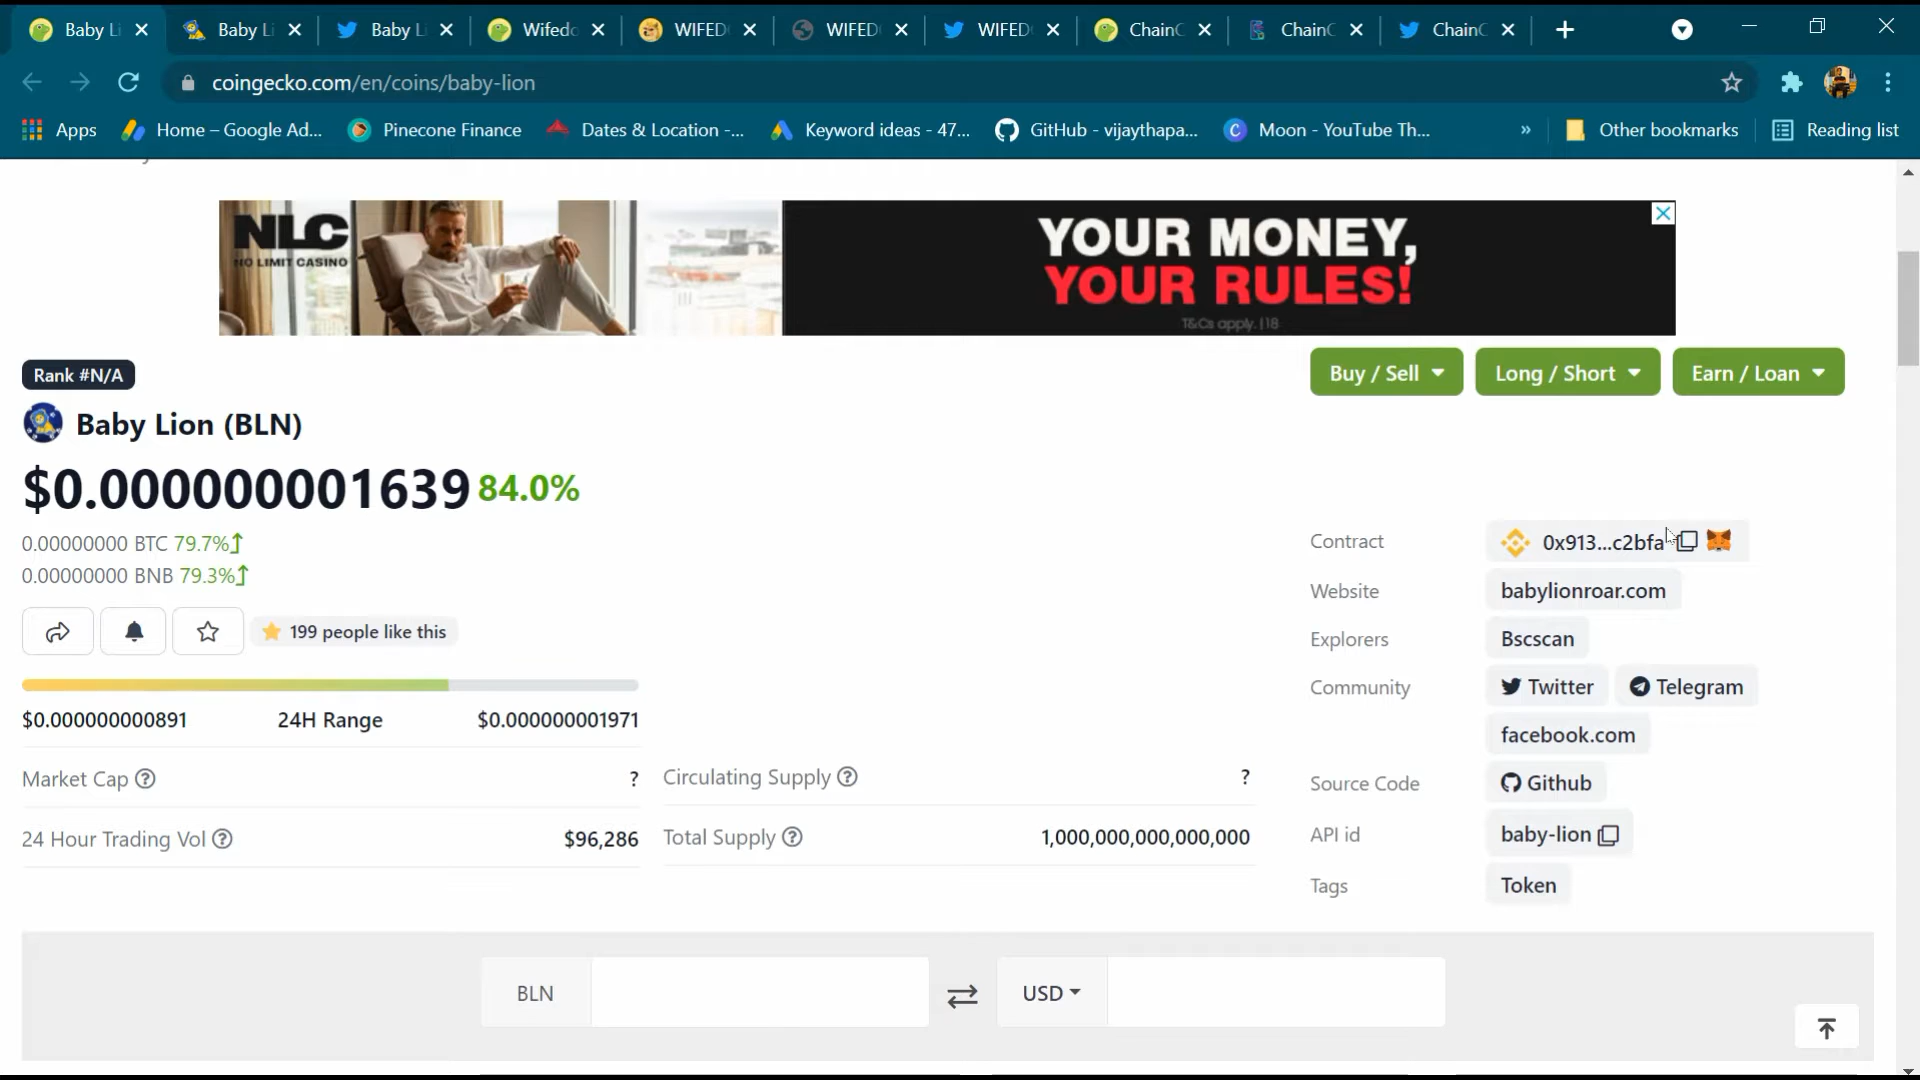 Baby Li
Baby Li
Baby L
Wifedo
WIFED
WIFED
WIFED
ChainG
ChainC
ChainC
coingecko.com/en/coins/baby-lion
Apps
Home – Google Ad...
Pinecone Finance
Dates & Location -...
Keyword ideas - 47...
GitHub - vijaythapa...
Moon - YouTube Th...
»
Other bookmarks
Reading list
NLC
NO LIMIT CASINO
YOUR MONEY,
YOUR RULES!
T&Cs apply. |18
Rank #N/A
Buy / Sell
Long / Short
Earn / Loan
Baby Lion (BLN)
$0.000000001639 84.0%
0.00000000 BTC 79.7%
0.00000000 BNB 79.3%
199 people like this
$0.000000000891 24H Range $0.000000001971
Market Cap ?
24 Hour Trading Vol $96,286
Circulating Supply ?
Total Supply 1,000,000,000,000,000
Contract 0x913...c2bfa
Website babylionroar.com
Explorers Bscscan
Community Twitter Telegram
facebook.com
Source Code Github
API id baby-lion
Tags Token
BLN
USD